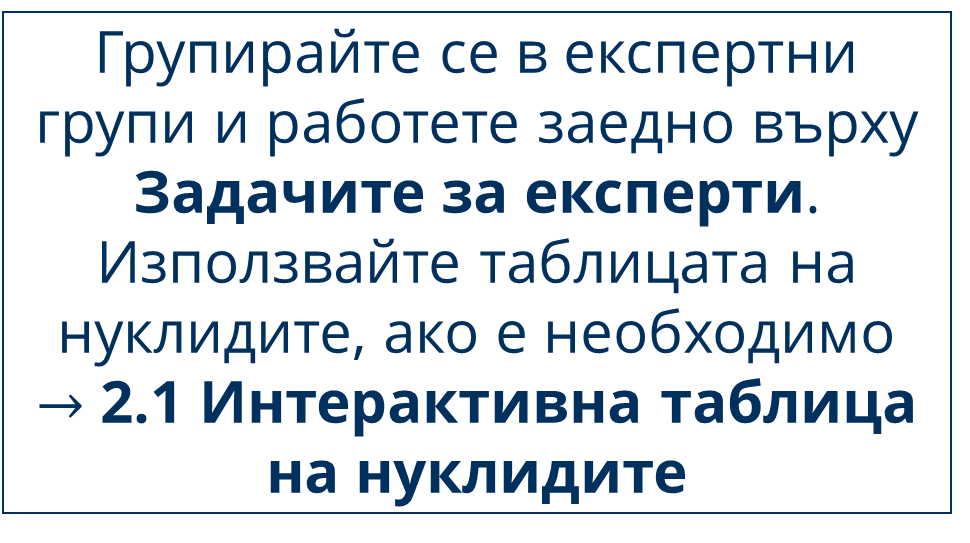 Групирайте се в експертни
групи и работете заедно върху
Задачите за експерти.
Използвайте таблицата на
нуклидите, ако е необходимо
→ 2.1 Интерактивна таблица
на нуклидите